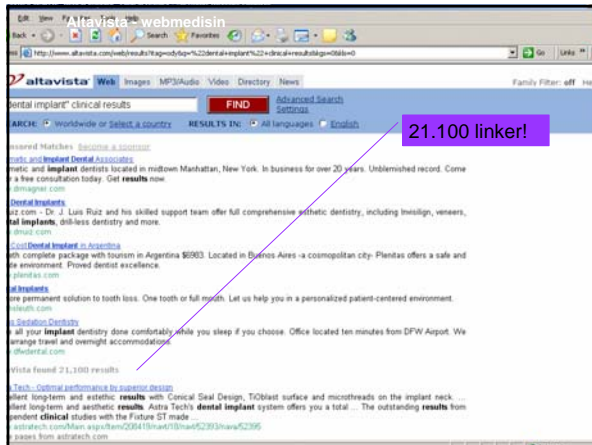 Altavista - webmedisin
Edit View
Back Search Favorites
http://www.altavista.com/web/results?itag=ody&q=%22dental+implant%22+clinical+results&kgs=0&kls=0 Go Links
altavista Web Images MP3/Audio Video Directory News Family Filter: off
ental implant" clinical results FIND Advanced Search
Settings
EARCH: Worldwide or Select a country RESULTS IN: All languages English
21.100 linker!
nsored Matches Become a sponsor
metic and Implant Dental Associates
metic and implant dentists located in midtown Manhattan, New York. In business for over 20 years. Unblemished record. Come
a free consultation today. Get results now.
drmagner.com
Dental Implants
uiz.com - Dr. J. Luis Ruiz and his skilled support team offer full comprehensive esthetic dentistry, including Invisilign, veneers,
tal implants, drill-less dentistry and more.
druiz.com
Cost Dental Implant in Argentina
th complete package with tourism in Argentina $6983. Located in Buenos Aires -a cosmopolitan city- Plenitas offers a safe and
te environment. Proved dentist excellence.
plenitas.com
tal Implants
ore permanent solution to tooth loss. One tooth or full mouth. Let us help you in a personalized patient-centered environment.
s Sedation Dentistry
all your implant dentistry done comfortably while you sleep if you choose. Office located ten minutes from DFW Airport. We
arrange travel and overnight accommodations.
dfwdental.com
Vista found 21,100 results
Tech - Optimal performance by superior design
ellent long-term and esthetic results with Conical Seal Design, TiOblast surface and microthreads on the implant neck. ...
ellent long-term and aesthetic results. Astra Tech's dental implant system offers you a total ... The outstanding results from
pendent clinical studies with the Fixture ST made ...
astratech.com/Main.aspx/Item/208419/navt/18/navl/52393/nava/52395
pages from astratech.com